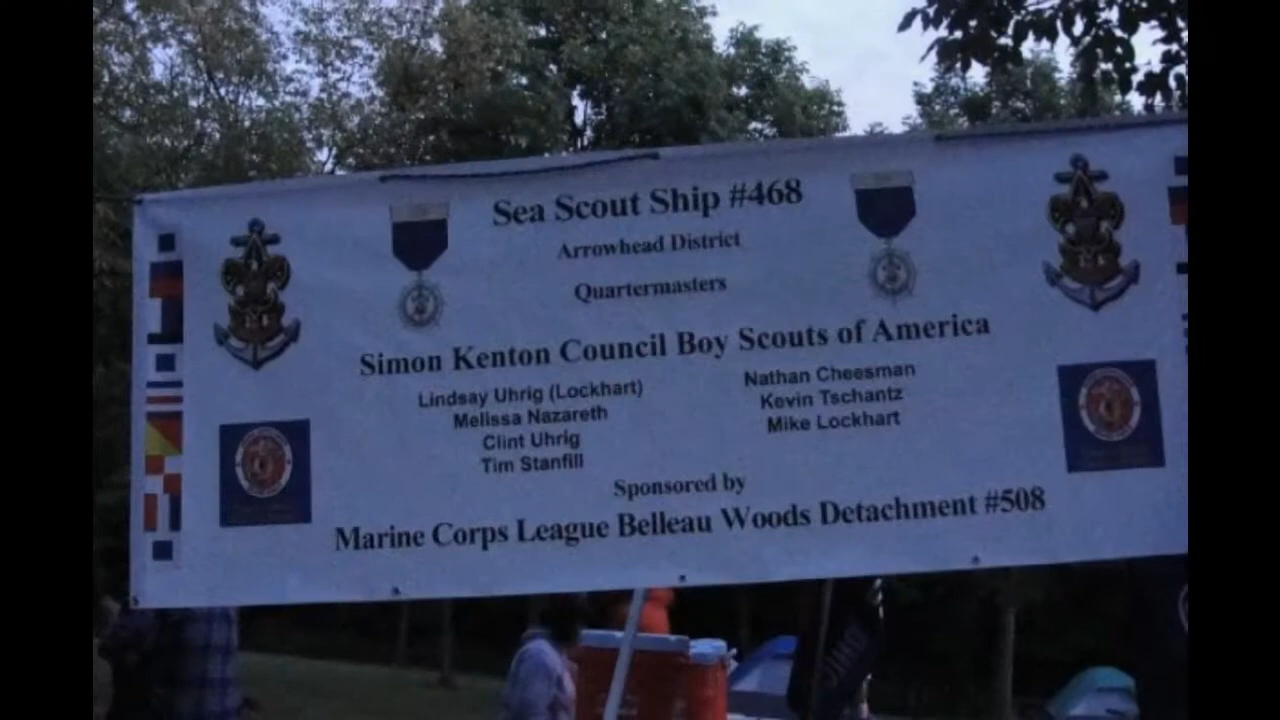 Sea Scout Ship #468
Arrowhead District
Quartermasters
Simon Kenton Council Boy Scouts of America
Lindsay Uhrig (Lockhart)
Melissa Nazareth
Clint Uhrig
Tim Stanfill
Nathan Cheesman
Kevin Tschantz
Mike Lockhart
Sponsored by
Marine Corps League Belleau Woods Detachment #508